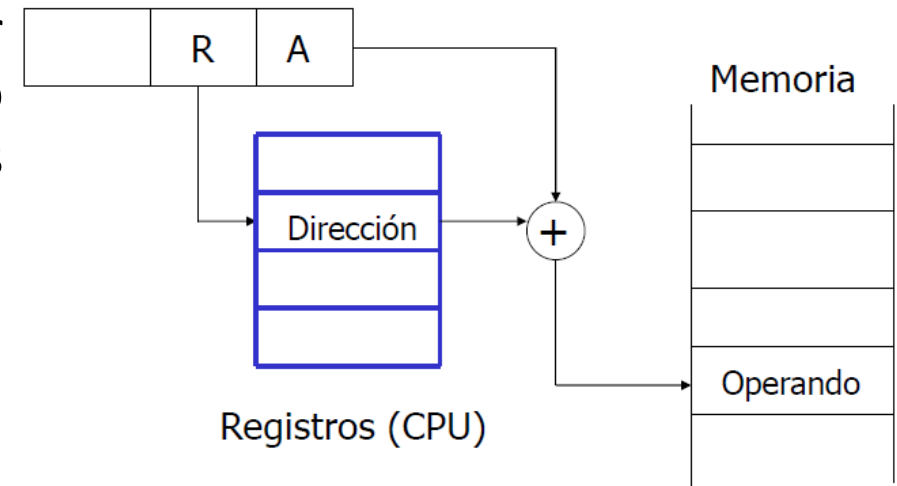 R A
Memoria
Dirección
+
Operando
Registros (CPU)